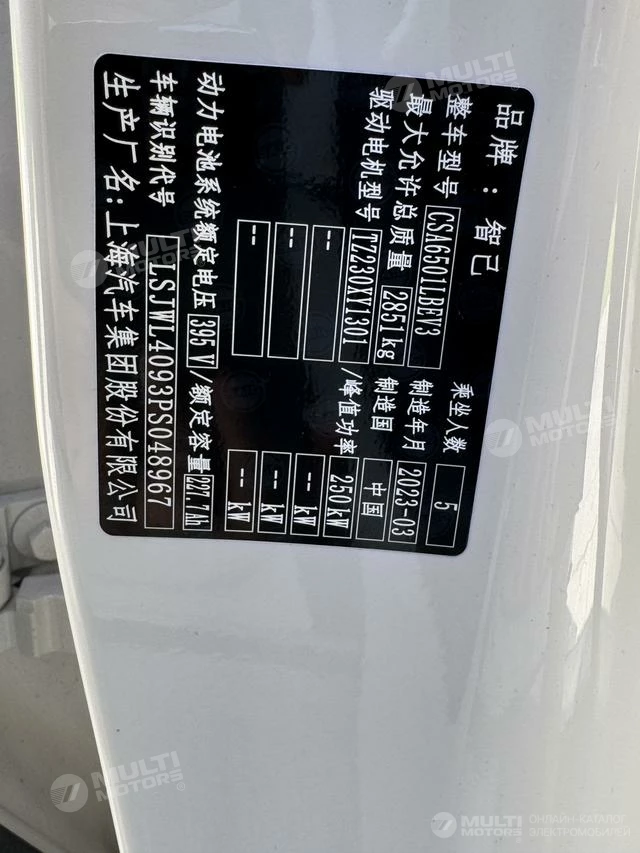 品牌：智己
整车型号 CSA6501LBEV3 乘坐人数 5
最大允许总质量 2851kg 制造年月 2023-03
驱动电机型号 TZ230XY1301 制造国 中国
-- /峰值功率 250kW
-- -- kW
-- kW
-- kW
动力电池系统额定电压 395V/额定容量 227.7Ah
车辆识别代号 LSJWL4093PS048967
生产厂名:上海汽车集团股份有限公司
MULTI MOTORS
MULTI MOTORS
MULTI MOTORS®
MULTI MOTORS
ОНЛАЙН-КАТАЛОГ
ЭЛЕКТРОМОБИЛЕЙ